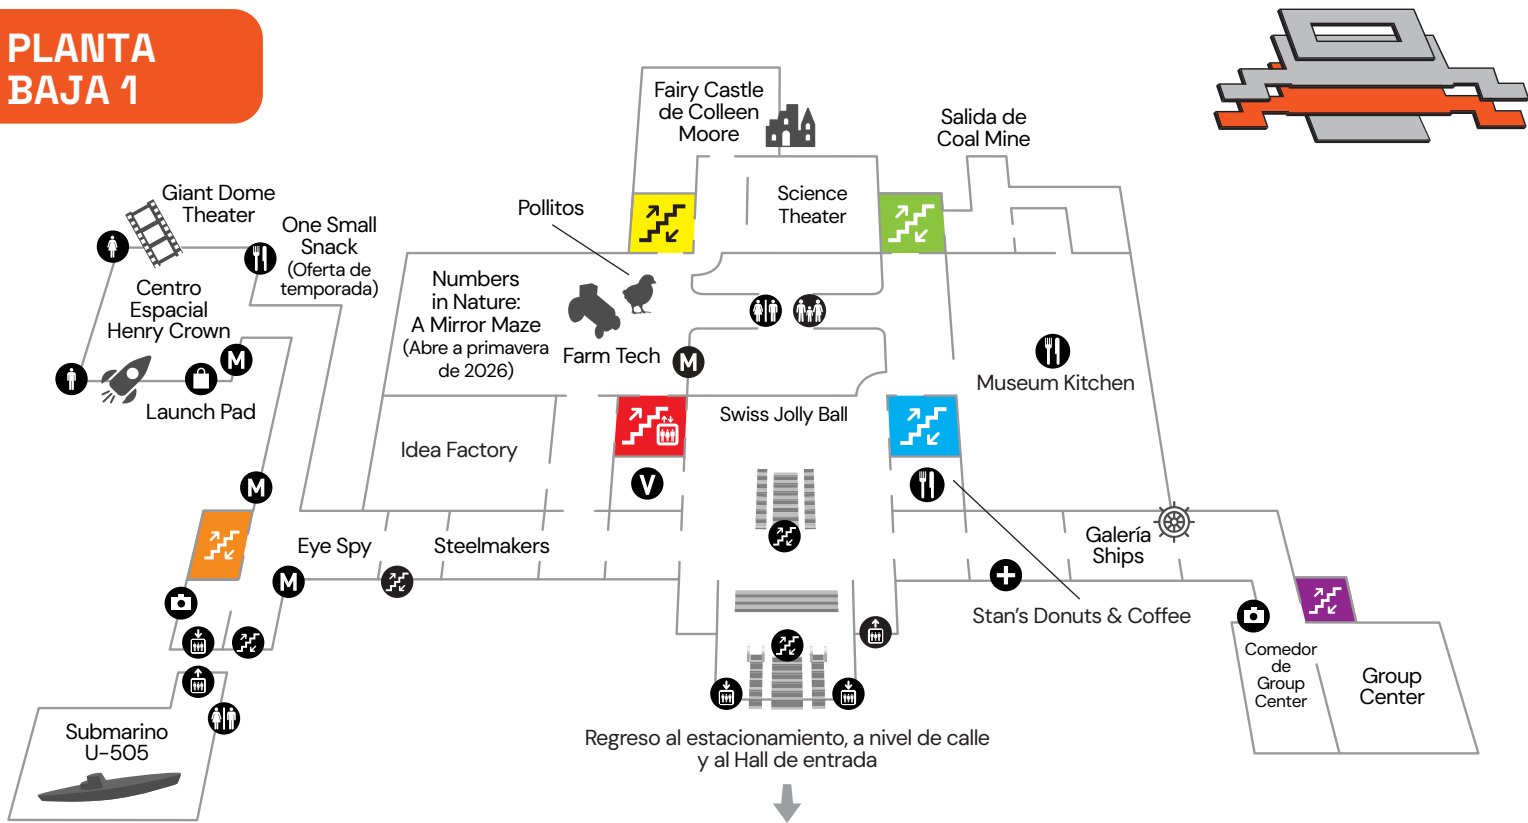 PLANTA
BAJA 1
Fairy Castle
de Colleen
Moore
Salida de
Coal Mine
Giant Dome
Theater
One Small
Snack
(Oferta de
temporada)
Pollitos
Science
Theater
Centro
Espacial
Henry Crown
Numbers
in Nature:
A Mirror Maze
(Abre a primavera
de 2026)
Farm Tech
M
M
Museum Kitchen
Launch Pad
Swiss Jolly Ball
Idea Factory
V
M
Eye Spy
Steelmakers
Galería
Ships
M
Stan's Donuts & Coffee
Comedor
de
Group
Center
Group
Center
Submarino
U-505
Regreso al estacionamiento, a nivel de calle
y al Hall de entrada